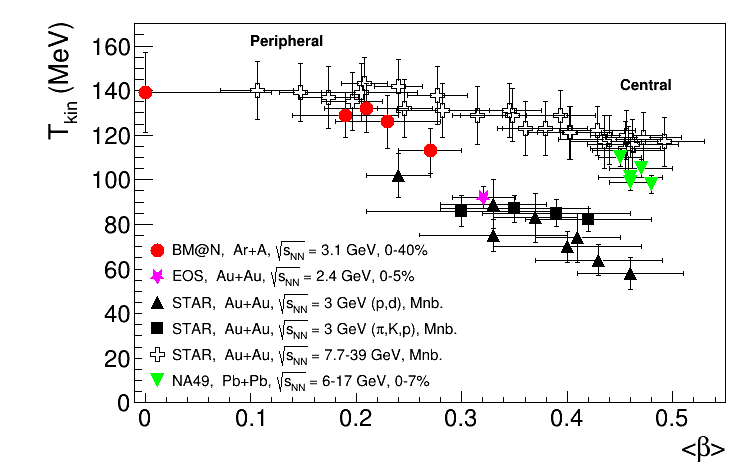 T_kin (MeV)
160
140
120
100
80
60
40
20
0
Peripheral
Central
BM@N, Ar+A, √s_NN = 3.1 GeV, 0-40%
EOS, Au+Au, √s_NN = 2.4 GeV, 0-5%
STAR, Au+Au, √s_NN = 3 GeV (p,d), Mnb.
STAR, Au+Au, √s_NN = 3 GeV (π,K,p), Mnb.
STAR, Au+Au, √s_NN = 7.7-39 GeV, Mnb.
NA49, Pb+Pb, √s_NN = 6-17 GeV, 0-7%
0 0.1 0.2 0.3 0.4 0.5
<β>